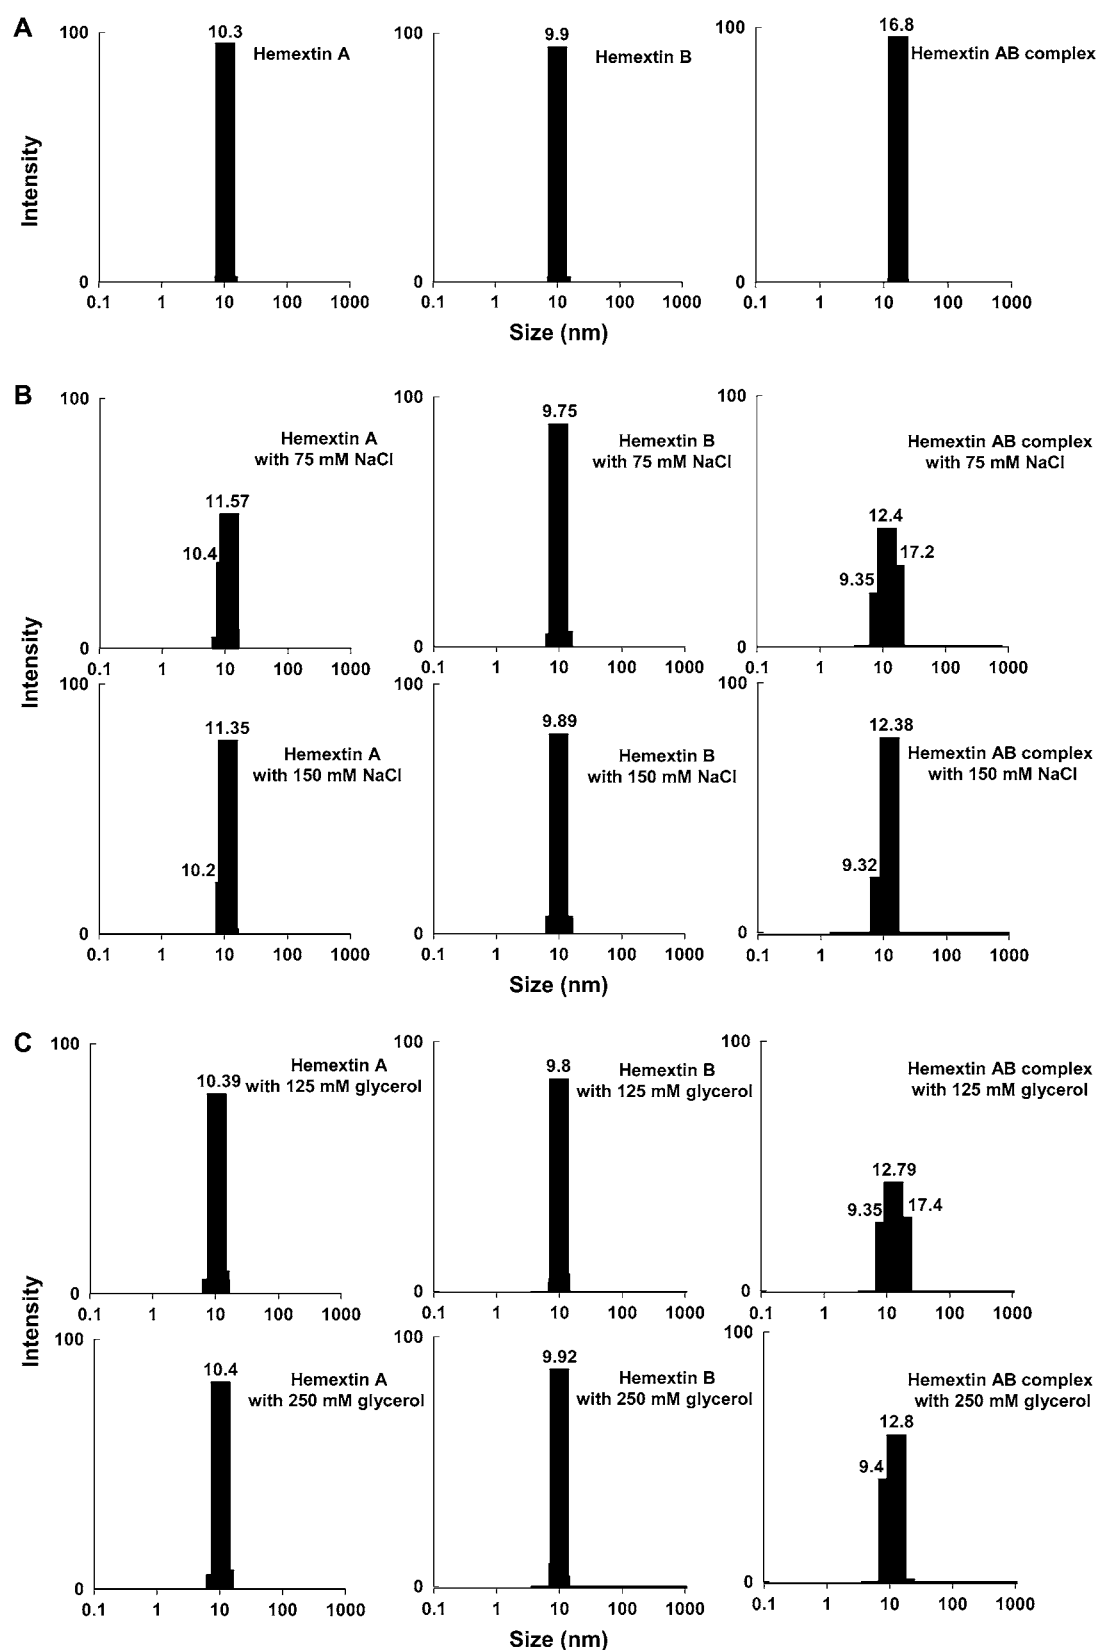 A
100
10.3
Hemextin A
0
0.1 1 10 100 1000
100
9.9
Hemextin B
0
0.1 1 10 100 1000
100
16.8
Hemextin AB complex
0
0.1 1 10 100 1000
Intensity
Size (nm)
B
100
Hemextin A
with 75 mM NaCl
11.57
10.4
0
0.1 1 10 100 1000
100
9.75
Hemextin B
with 75 mM NaCl
0
0.1 1 10 100 1000
100
Hemextin AB complex
with 75 mM NaCl
12.4
17.2
9.35
0
0.1 1 10 100 1000
Intensity
100
11.35
Hemextin A
with 150 mM NaCl
10.2
0
0.1 1 10 100 1000
100
9.89
Hemextin B
with 150 mM NaCl
0
0.1 1 10 100 1000
100
12.38
Hemextin AB complex
with 150 mM NaCl
9.32
0
0.1 1 10 100 1000
Size (nm)
C
100
Hemextin A
with 125 mM glycerol
10.39
0
0.1 1 10 100 1000
100
9.8
Hemextin B
with 125 mM glycerol
0
0.1 1 10 100 1000
100
Hemextin AB complex
with 125 mM glycerol
12.79
9.35
17.4
0
0.1 1 10 100 1000
Intensity
100
10.4
Hemextin A
with 250 mM glycerol
0
0.1 1 10 100 1000
100
9.92
Hemextin B
with 250 mM glycerol
0
0.1 1 10 100 1000
100
Hemextin AB complex
with 250 mM glycerol
12.8
9.4
0
0.1 1 10 100 1000
Size (nm)